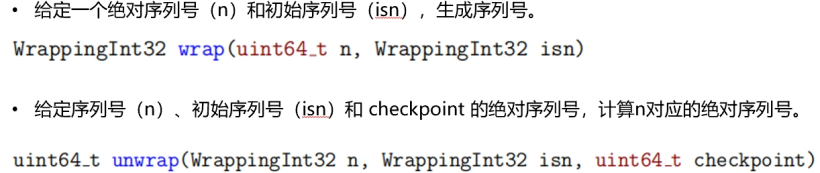 • 给定一个绝对序列号（n）和初始序列号（isn），生成序列号。
WrappingInt32 wrap(uint64_t n, WrappingInt32 isn)
• 给定序列号（n）、初始序列号（isn）和 checkpoint 的绝对序列号，计算n对应的绝对序列号。
uint64_t unwrap(WrappingInt32 n, WrappingInt32 isn, uint64_t checkpoint)